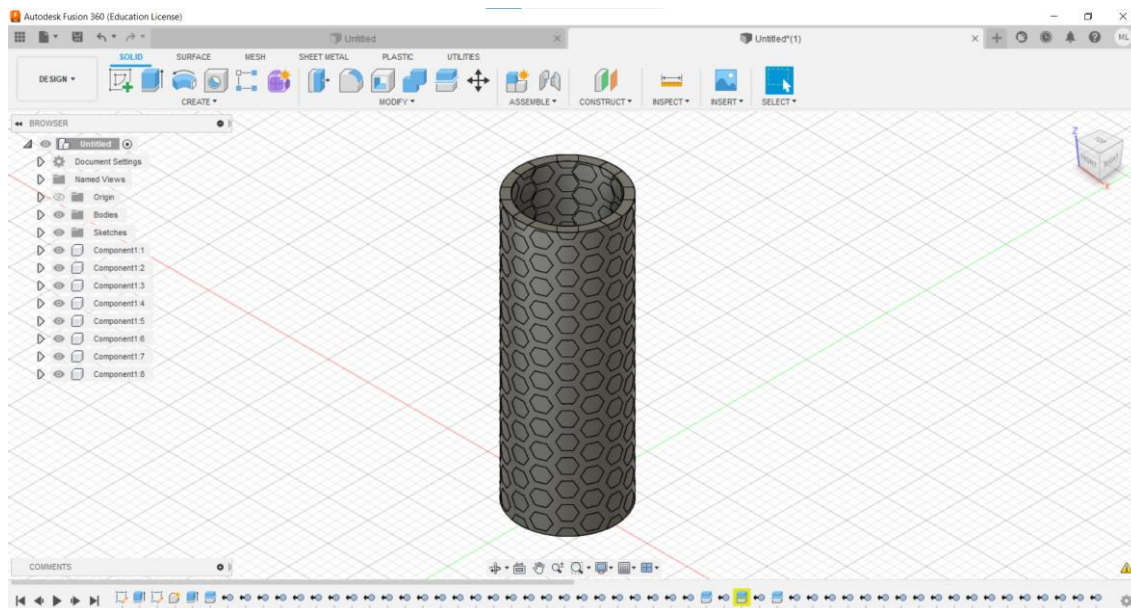 Autodesk Fusion 360 (Education License)
Untitled
Untitled*(1)
ML
SOLID SURFACE MESH SHEET METAL PLASTIC UTILITIES
DESIGN
CREATE MODIFY ASSEMBLE CONSTRUCT INSPECT INSERT SELECT
BROWSER
Untitled
Document Settings
Named Views
Origin
Bodies
Sketches
Component1:1
Component1:2
Component1:3
Component1:4
Component1:5
Component1:6
Component1:7
Component1:8
Z
TOP
FRONT RIGHT
X
COMMENTS